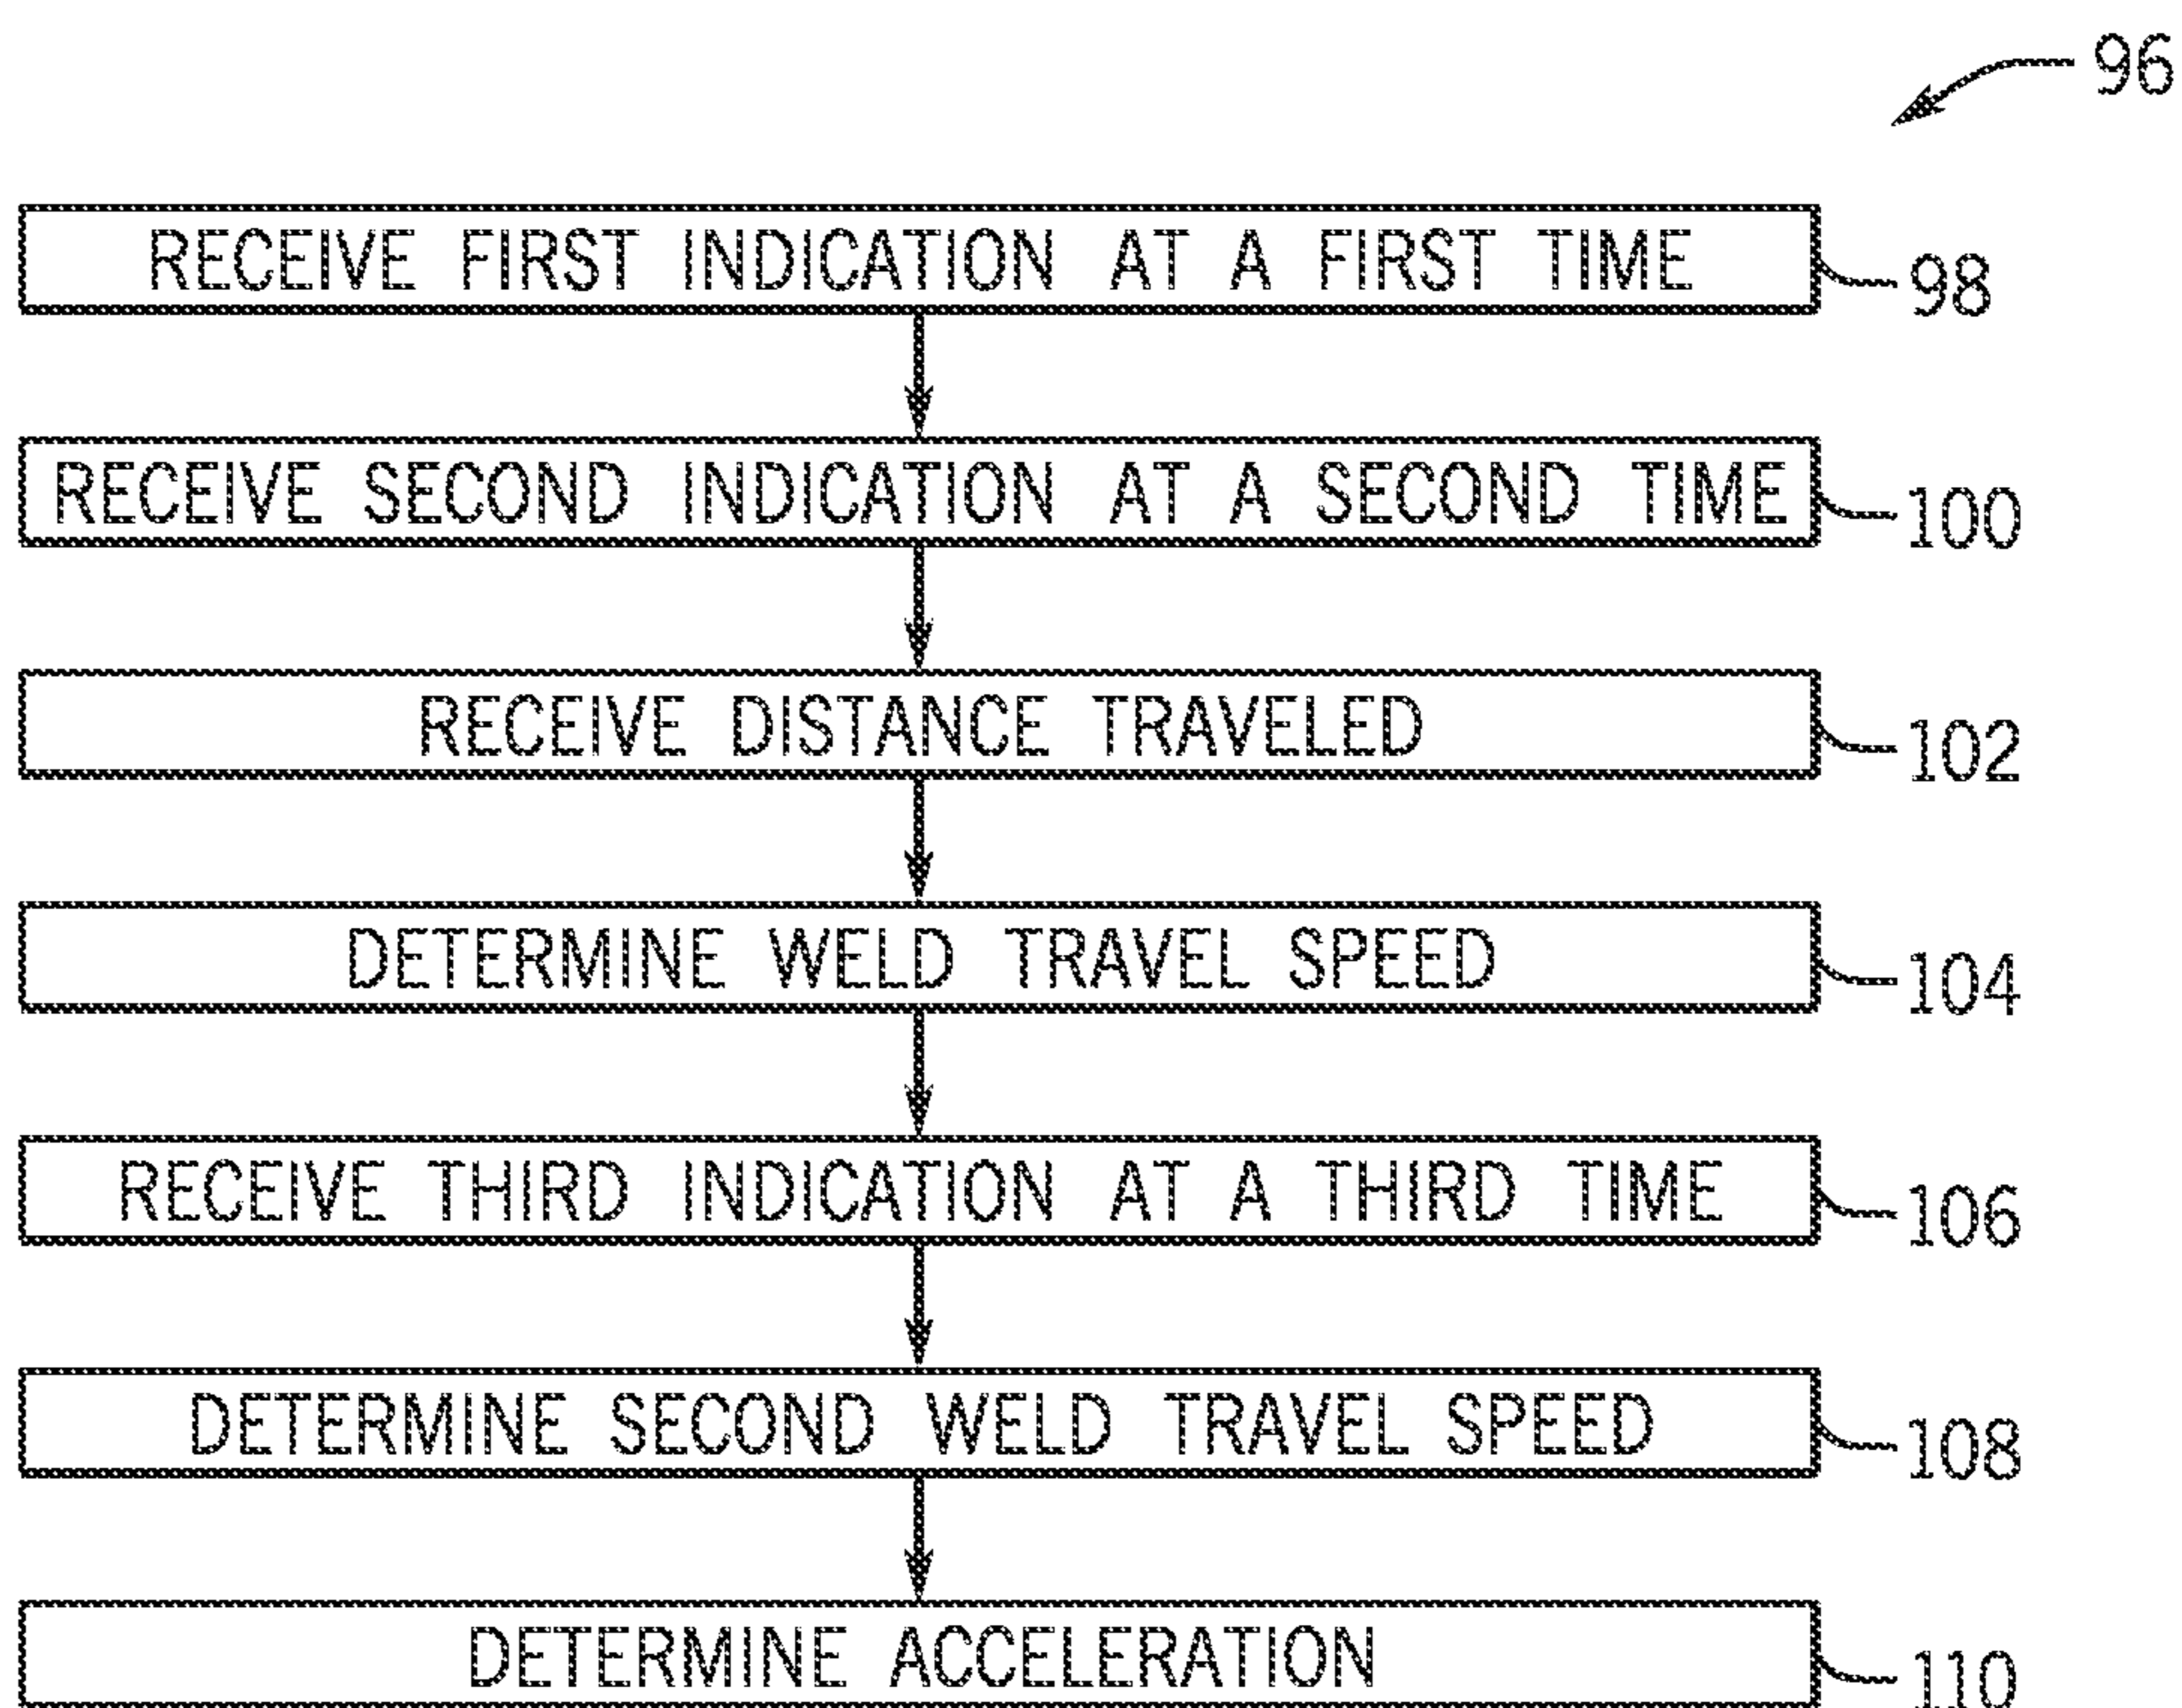 96
RECEIVE FIRST INDICATION AT A FIRST TIME
98
RECEIVE SECOND INDICATION AT A SECOND TIME
100
RECEIVE DISTANCE TRAVELED
102
DETERMINE WELD TRAVEL SPEED
104
RECEIVE THIRD INDICATION AT A THIRD TIME
106
DETERMINE SECOND WELD TRAVEL SPEED
108
DETERMINE ACCELERATION
110